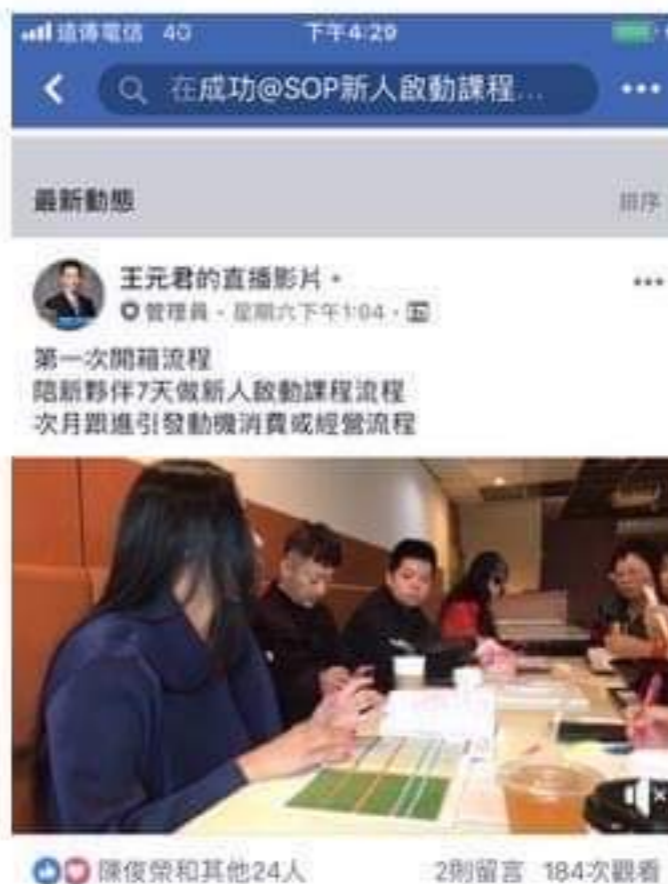 遠傳電信 4G 下午4:29
在成功@SOP新人啟動課程...
最新動態 排序
王元君的直播影片。
管理員・星期六下午1:04・
第一次開箱流程
陪新夥伴7天做新人啟動課程流程
次月跟進引發動機消費或經營流程
陳俊榮和其他24人 2則留言 184次觀看